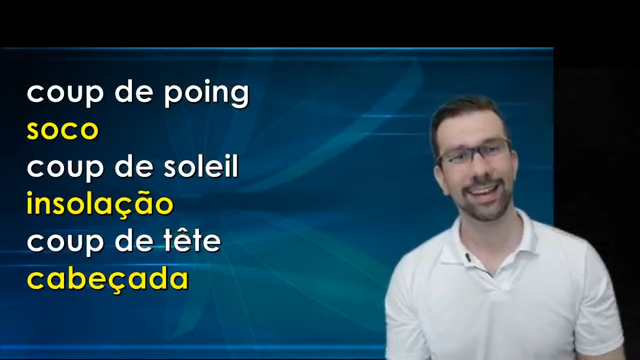 coup de poing
soco
coup de soleil
insolação
coup de tête
cabeçada